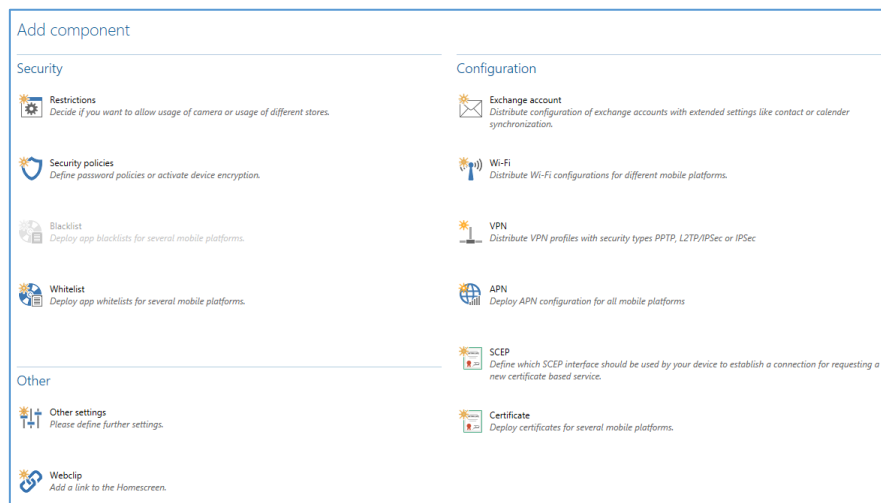 Add component
Security
Restrictions
Decide if you want to allow usage of camera or usage of different stores.
Security policies
Define password policies or activate device encryption.
Blacklist
Deploy app blacklists for several mobile platforms.
Whitelist
Deploy app whitelists for several mobile platforms.
Other
Other settings
Please define further settings.
Webclip
Add a link to the Homescreen.
Configuration
Exchange account
Distribute configuration of exchange accounts with extended settings like contact or calender
synchronization.
Wi-Fi
Distribute Wi-Fi configurations for different mobile platforms.
VPN
Distribute VPN profiles with security types PPTP, L2TP/IPSec or IPSec
APN
Deploy APN configuration for all mobile platforms
SCEP
Define which SCEP interface should be used by your device to establish a connection for requesting a
new certificate based service.
Certificate
Deploy certificates for several mobile platforms.